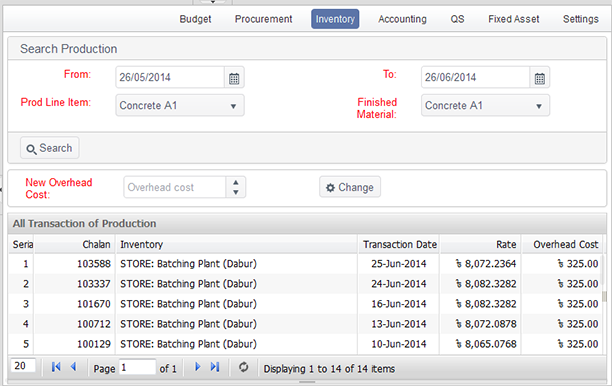 Budget Procurement Inventory Accounting QS Fixed Asset Settings
Search Production
From: 26/05/2014 To: 26/06/2014
Prod Line Item: Concrete A1 Finished Material: Concrete A1
Search
New Overhead Cost: Overhead cost Change
All Transaction of Production
Seria Chalan Inventory Transaction Date Rate Overhead Cost
1 103588 STORE: Batching Plant (Dabur) 25-Jun-2014 ৳ 8,072.2364 ৳ 325.00
2 103337 STORE: Batching Plant (Dabur) 24-Jun-2014 ৳ 8,082.3282 ৳ 325.00
3 101670 STORE: Batching Plant (Dabur) 16-Jun-2014 ৳ 8,082.3282 ৳ 325.00
4 100712 STORE: Batching Plant (Dabur) 13-Jun-2014 ৳ 8,072.0878 ৳ 325.00
5 100129 STORE: Batching Plant (Dabur) 10-Jun-2014 ৳ 8,065.0768 ৳ 325.00
20 Page 1 of 1 Displaying 1 to 14 of 14 items